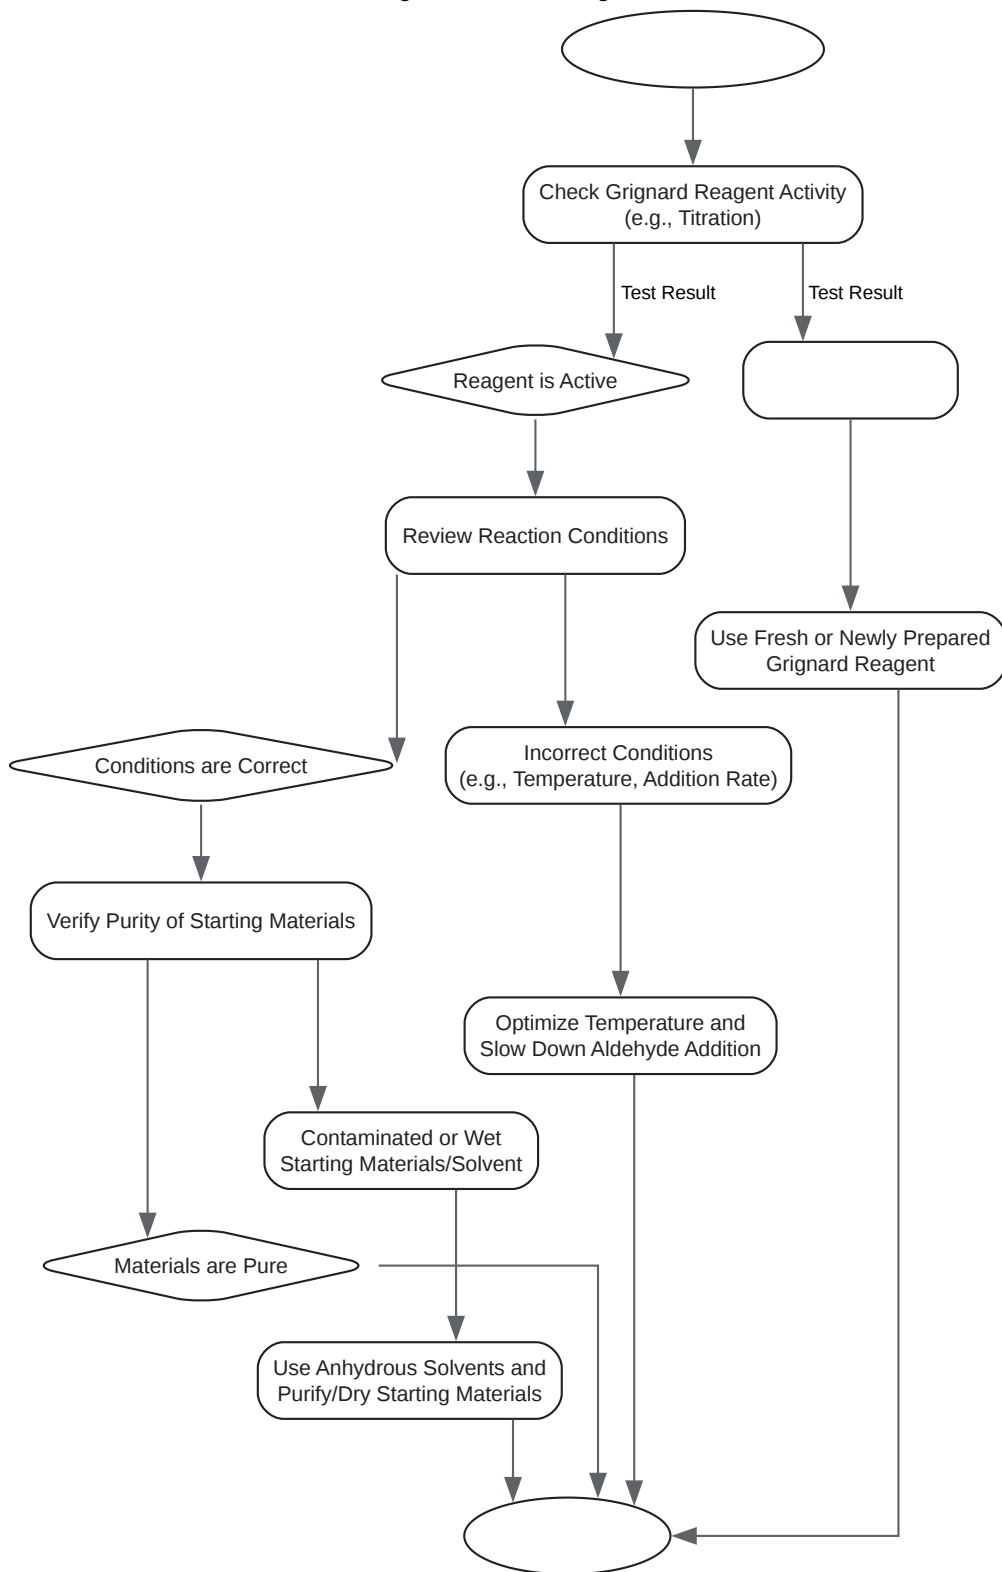 Check Grignard Reagent Activity
(e.g., Titration)
Test Result
Test Result
Reagent is Active
Review Reaction Conditions
Use Fresh or Newly Prepared
Grignard Reagent
Conditions are Correct
Incorrect Conditions
(e.g., Temperature, Addition Rate)
Verify Purity of Starting Materials
Optimize Temperature and
Slow Down Aldehyde Addition
Contaminated or Wet
Starting Materials/Solvent
Materials are Pure
Use Anhydrous Solvents and
Purify/Dry Starting Materials